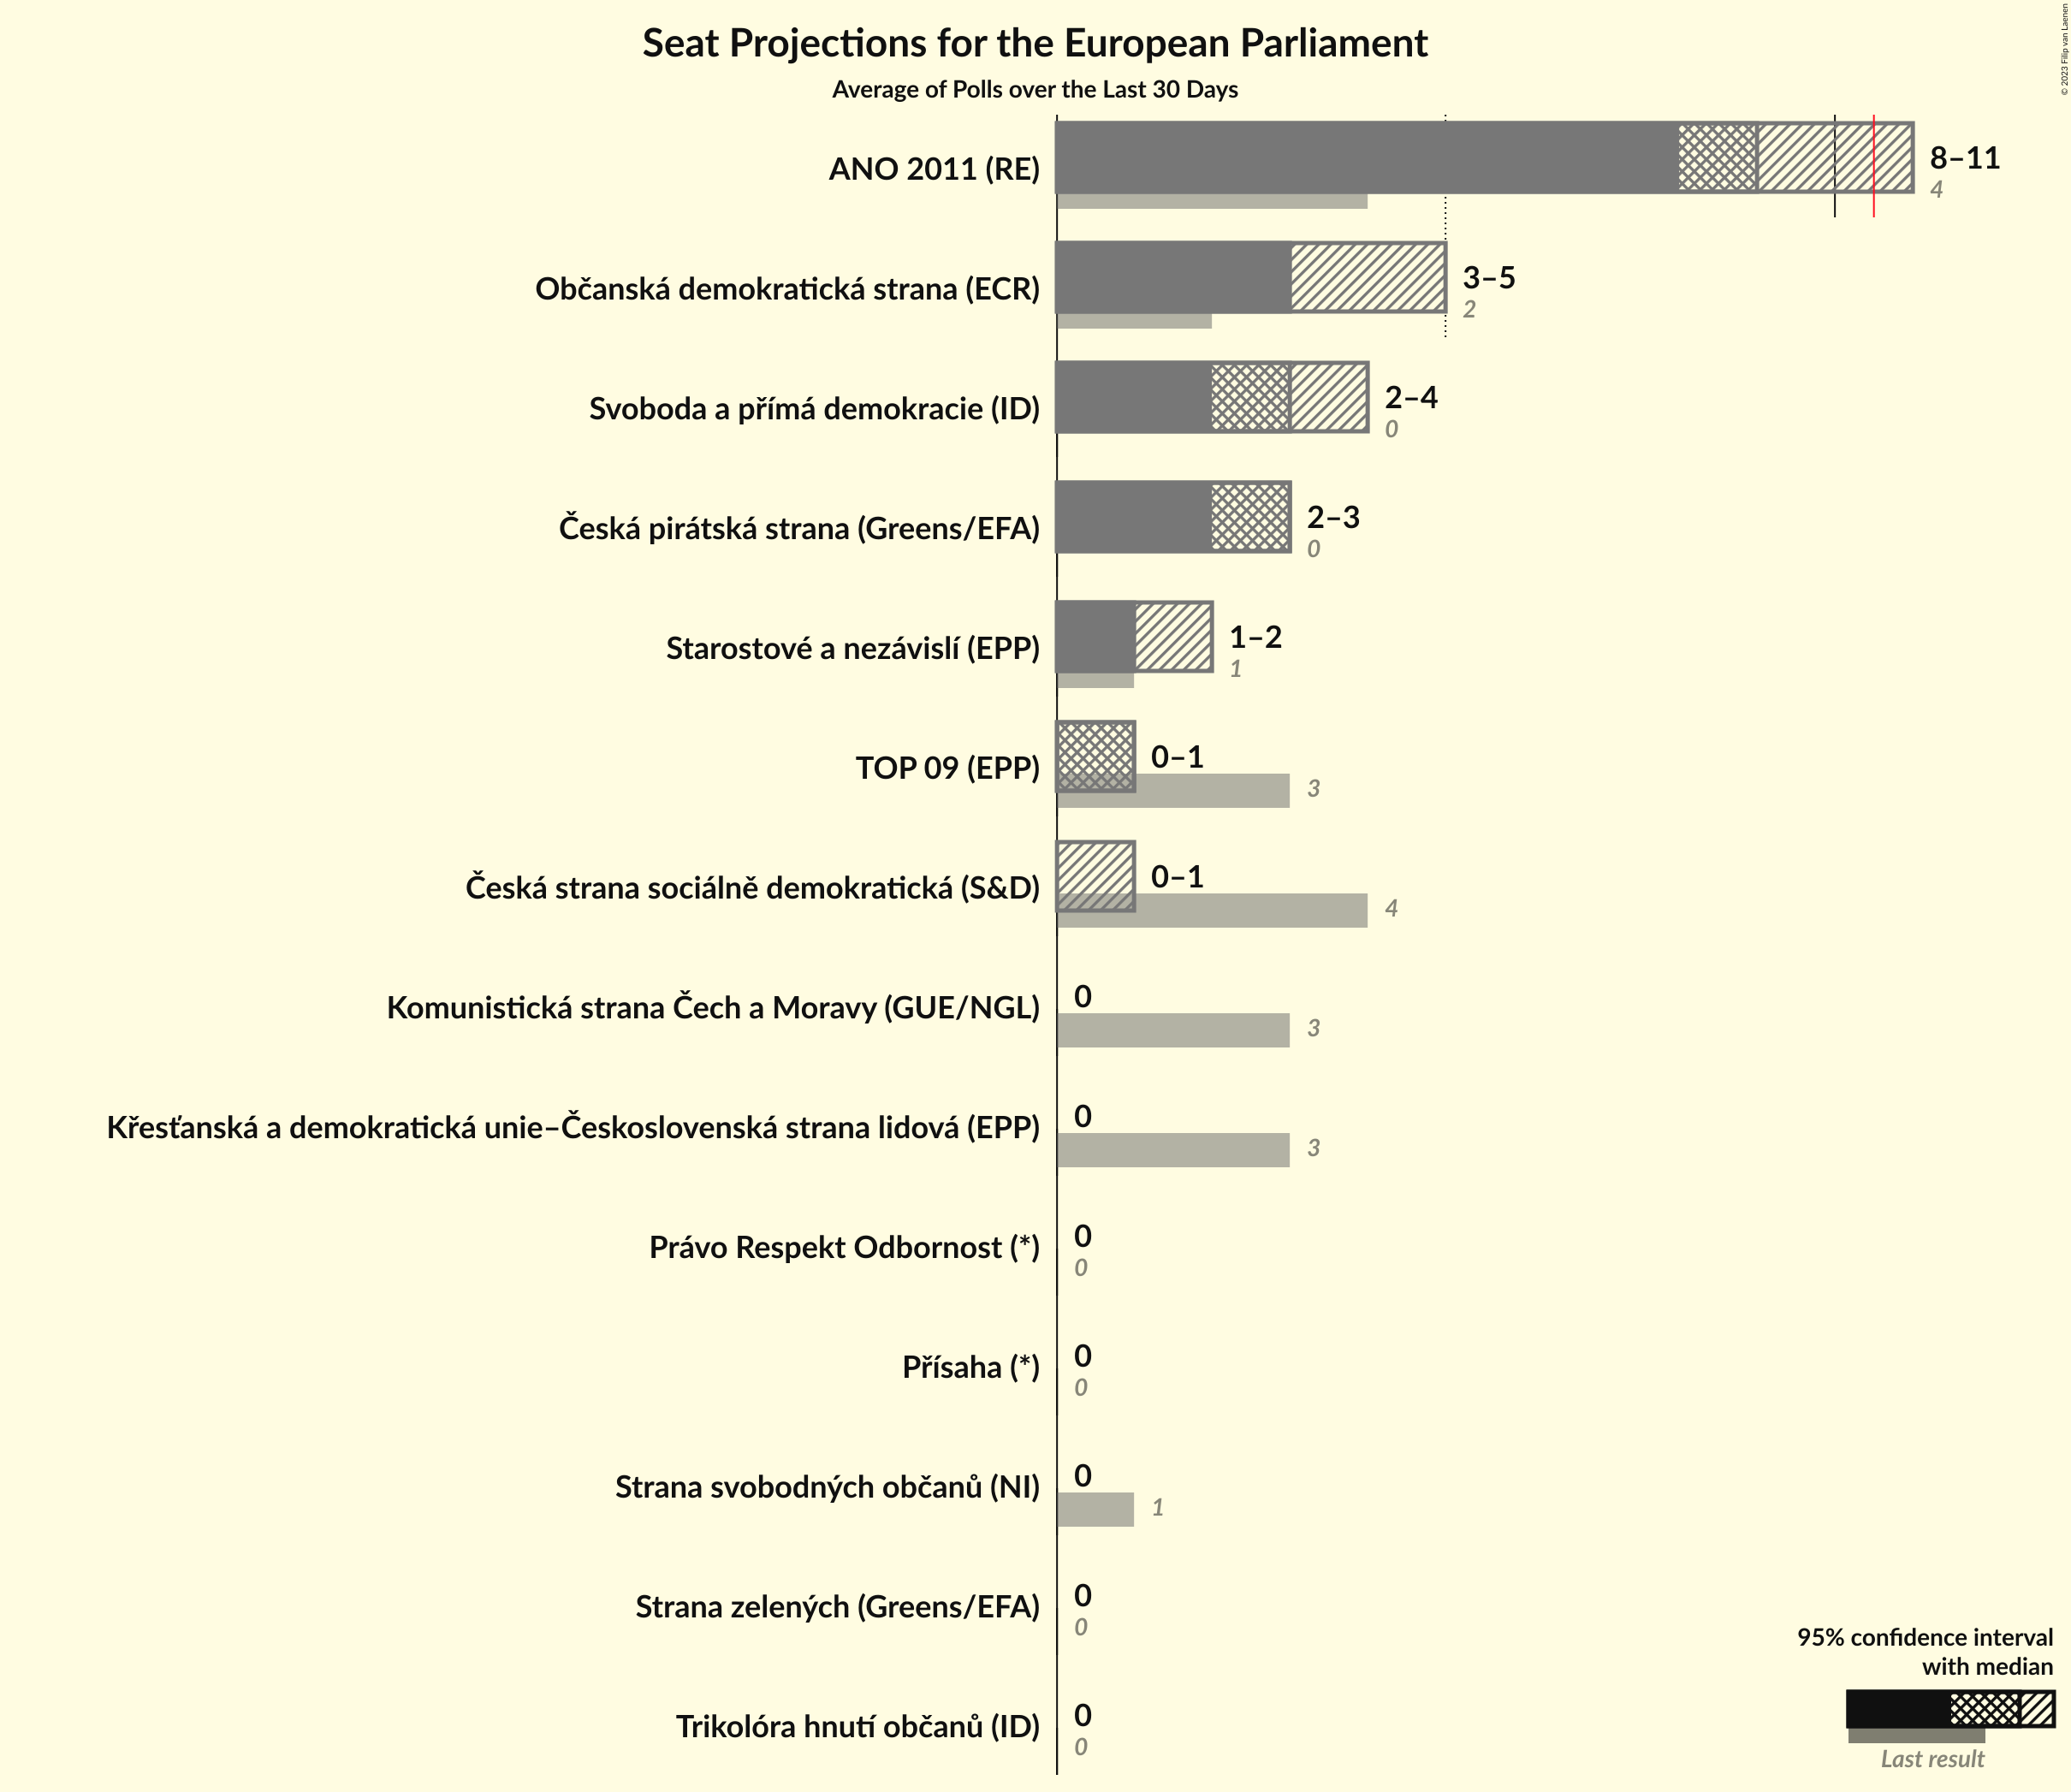 Seat Projections for the European Parliament
Average of Polls over the Last 30 Days
© 2023 Filip van Laenen
ANO 2011 (RE)
8–11
4
Občanská demokratická strana (ECR)
3–5
2
Svoboda a přímá demokracie (ID)
2–4
0
Česká pirátská strana (Greens/EFA)
2–3
0
Starostové a nezávislí (EPP)
1–2
1
TOP 09 (EPP)
0–1
3
Česká strana sociálně demokratická (S&D)
0–1
4
Komunistická strana Čech a Moravy (GUE/NGL)
0
3
Křesťanská a demokratická unie–Československá strana lidová (EPP)
0
3
Právo Respekt Odbornost (*)
0
0
Přísaha (*)
0
0
Strana svobodných občanů (NI)
0
1
Strana zelených (Greens/EFA)
0
0
Trikolóra hnutí občanů (ID)
0
0
95% confidence interval
with median
Last result